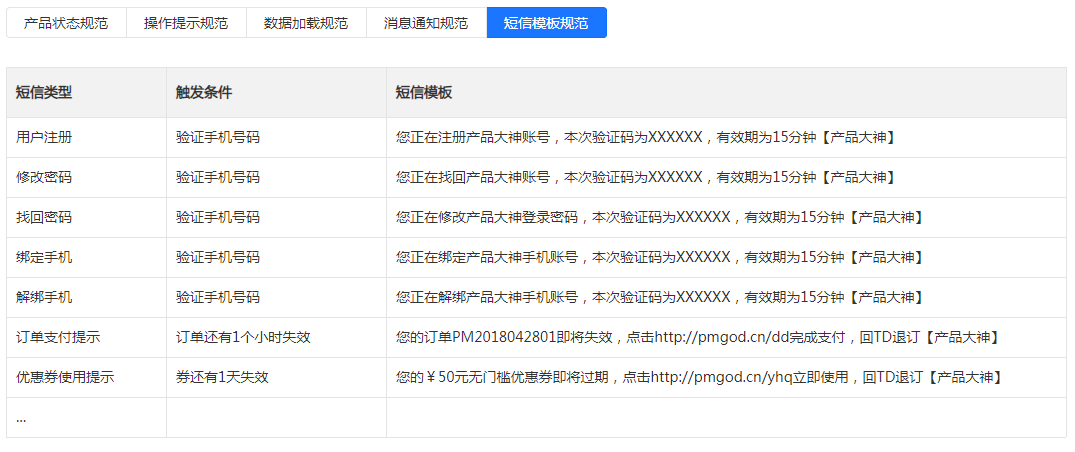 产品状态规范 操作提示规范 数据加载规范 消息通知规范 短信模板规范
短信类型 触发条件 短信模板
用户注册 验证手机号码 您正在注册产品大神账号，本次验证码为XXXXXX，有效期为15分钟【产品大神】
修改密码 验证手机号码 您正在找回产品大神账号，本次验证码为XXXXXX，有效期为15分钟【产品大神】
找回密码 验证手机号码 您正在修改产品大神登录密码，本次验证码为XXXXXX，有效期为15分钟【产品大神】
绑定手机 验证手机号码 您正在绑定产品大神手机账号，本次验证码为XXXXXX，有效期为15分钟【产品大神】
解绑手机 验证手机号码 您正在解绑产品大神手机账号，本次验证码为XXXXXX，有效期为15分钟【产品大神】
订单支付提示 订单还有1个小时失效 您的订单PM2018042801即将失效，点击http://pmgod.cn/dd完成支付，回TD退订【产品大神】
优惠券使用提示 券还有1天失效 您的￥50元无门槛优惠券即将过期，点击http://pmgod.cn/yhq立即使用，回TD退订【产品大神】
...